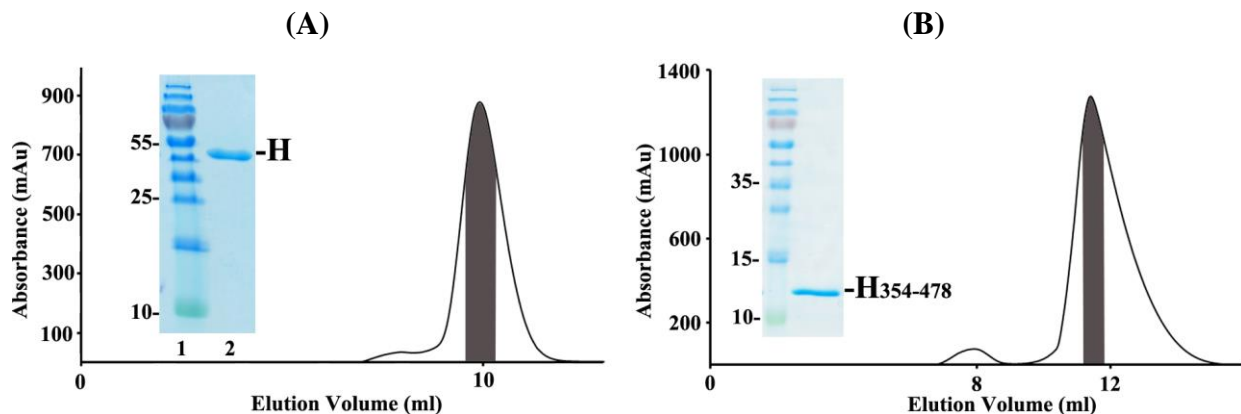 (A)
Absorbance (mAu)
900
700
500
300
100
0
10
Elution Volume (ml)
55-
25-
10-
1 2
-H
(B)
Absorbance (mAu)
1400
1000
600
200
0
8
12
Elution Volume (ml)
35-
15-
10-
-H354-478